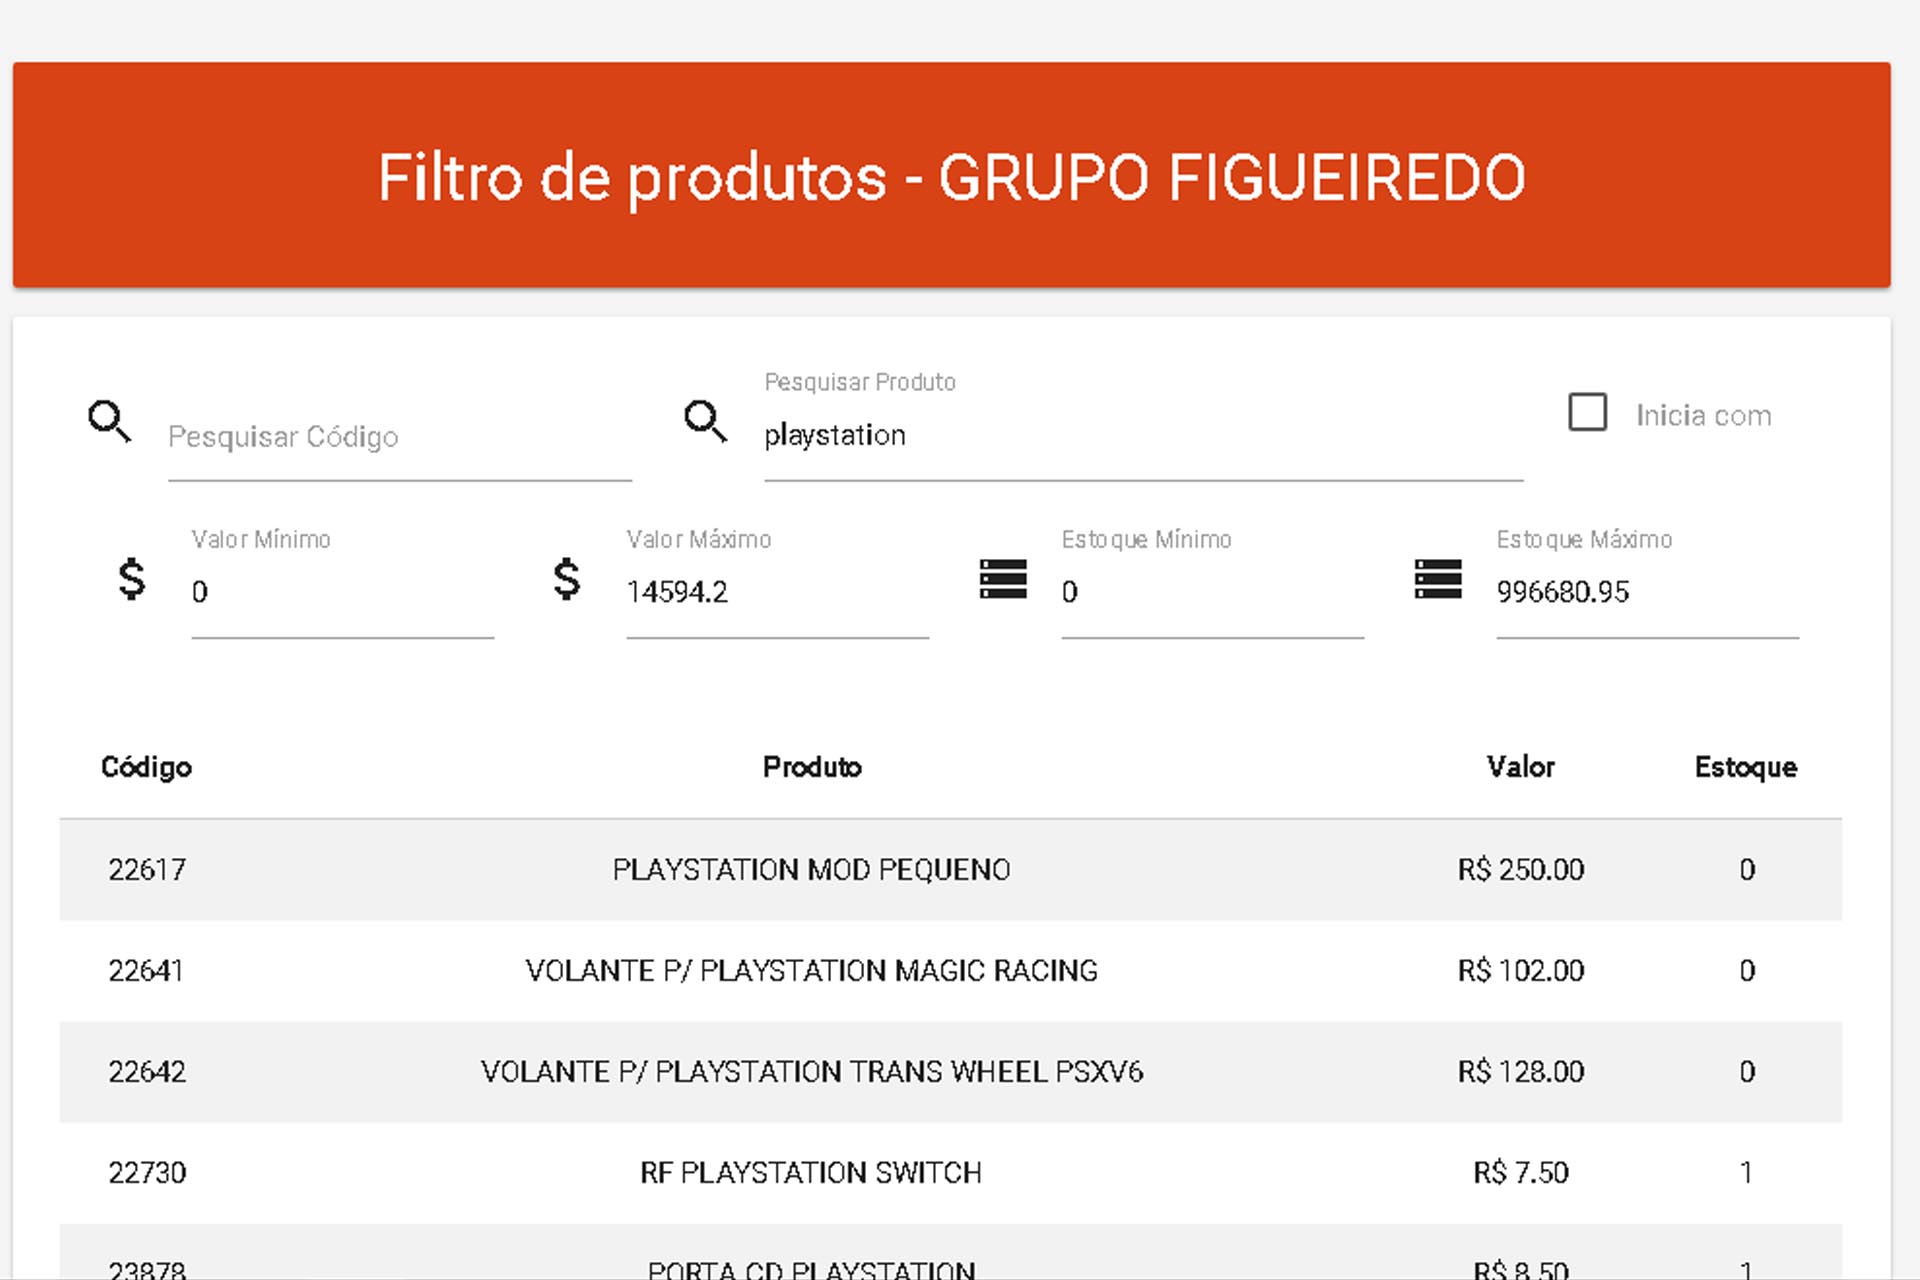 Filtro de produtos - GRUPO FIGUEIREDO
Pesquisar Código
Pesquisar Produto
playstation
Inicia com
Valor Mínimo
0
Valor Máximo
14594.2
Estoque Mínimo
0
Estoque Máximo
996680.95
Código Produto Valor Estoque
22617 PLAYSTATION MOD PEQUENO R$ 250.00 0
22641 VOLANTE P/ PLAYSTATION MAGIC RACING R$ 102.00 0
22642 VOLANTE P/ PLAYSTATION TRANS WHEEL PSXV6 R$ 128.00 0
22730 RF PLAYSTATION SWITCH R$ 7.50 1
23878 PORTA CD PLAYSTATION R$ 8.50 1